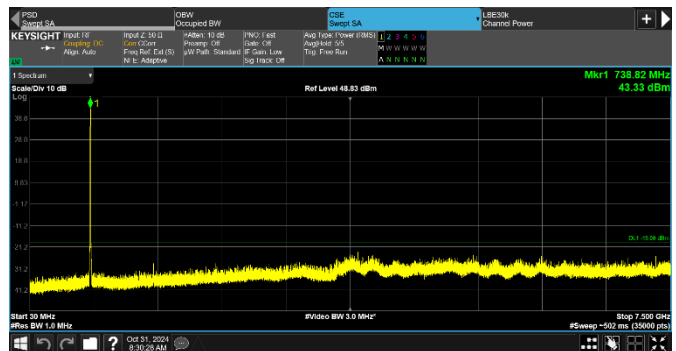 PSD
Swept SA
OBW
Occupied BW
CSE
Swept SA
LBE30k
Channel Power
KEYSIGHT
Input: RF
Coupling: DC
Align: Auto
Input Z: 50 Ω
Corr CCorr
Freq Ref: Ext (S)
NFE: Adaptive
#Atten: 10 dB
Preamp: Off
µW Path: Standard
PNO: Fast
Gate: Off
IF Gain: Low
Sig Track: Off
Avg Type: Power (RMS)
Avg|Hold: 5/5
Trig: Free Run
1 2 3 4 5 6
M W W W W W
A N N N N N
1 Spectrum
Scale/Div 10 dB
Ref Level 48.83 dBm
Mkr1 738.82 MHz
43.33 dBm
Log
1
38.8
28.8
18.8
8.83
-1.17
-11.2
-21.2
-31.2
-41.2
Start 30 MHz
#Res BW 1.0 MHz
#Video BW 3.0 MHz*
Stop 7.500 GHz
#Sweep ~502 ms (35000 pts)
Oct 31, 2024
8:30:28 AM